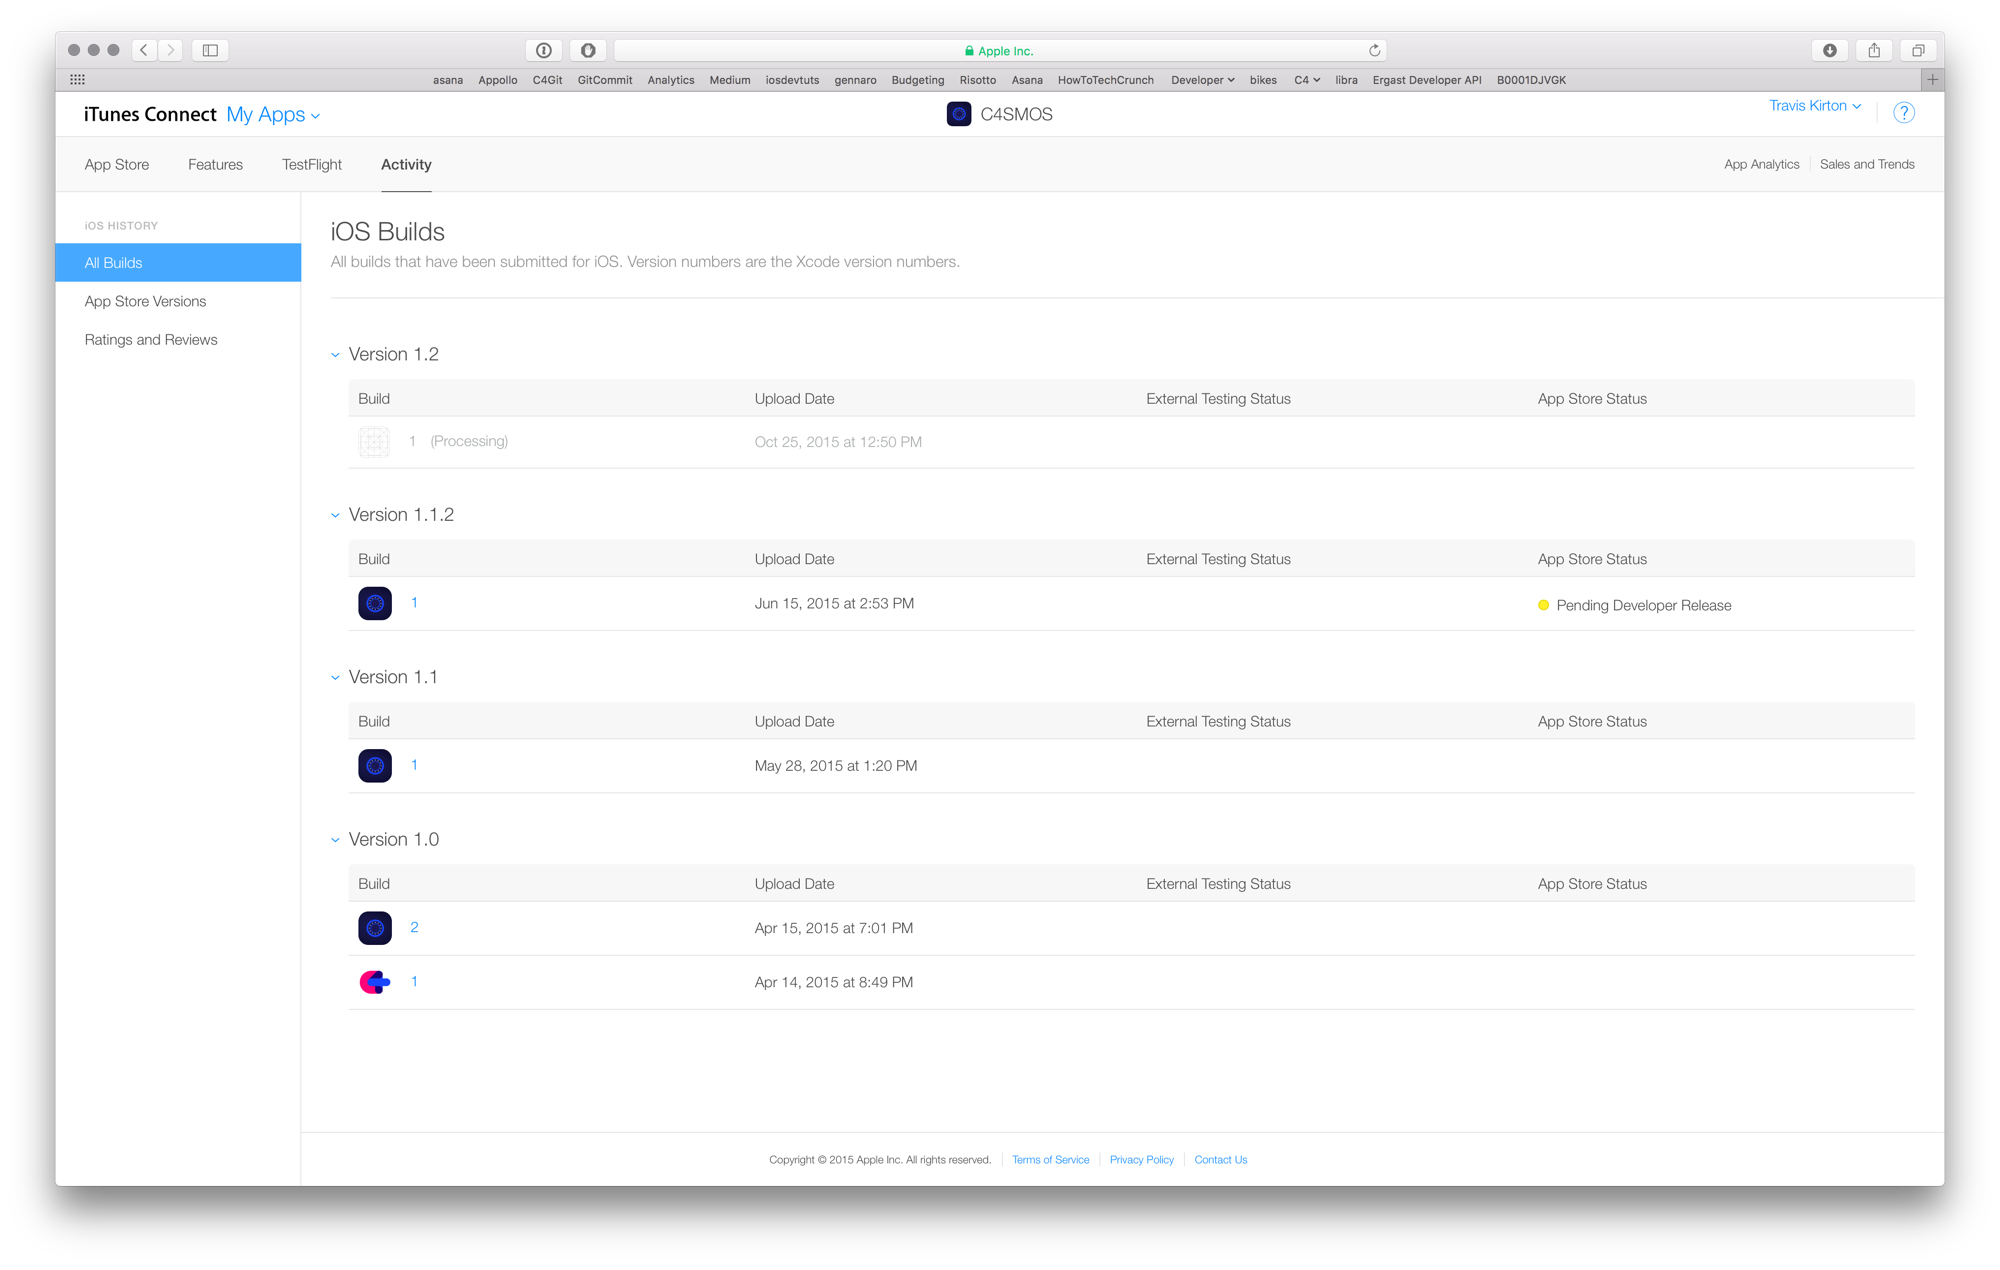 Apple Inc.
asana Appollo C4Git GitCommit Analytics Medium iosdevtuts gennaro Budgeting Risotto Asana HowToTechCrunch Developer bikes C4 libra Ergast Developer API B0001DJVGK
iTunes Connect My Apps C4SMOS Travis Kirton ?
App Store Features TestFlight Activity App Analytics Sales and Trends
iOS HISTORY
All Builds
App Store Versions
Ratings and Reviews
iOS Builds
All builds that have been submitted for iOS. Version numbers are the Xcode version numbers.
Version 1.2
Build Upload Date External Testing Status App Store Status
1 (Processing) Oct 25, 2015 at 12:50 PM
Version 1.1.2
Build Upload Date External Testing Status App Store Status
1 Jun 15, 2015 at 2:53 PM Pending Developer Release
Version 1.1
Build Upload Date External Testing Status App Store Status
1 May 28, 2015 at 1:20 PM
Version 1.0
Build Upload Date External Testing Status App Store Status
2 Apr 15, 2015 at 7:01 PM
1 Apr 14, 2015 at 8:49 PM
Copyright © 2015 Apple Inc. All rights reserved. Terms of Service Privacy Policy Contact Us